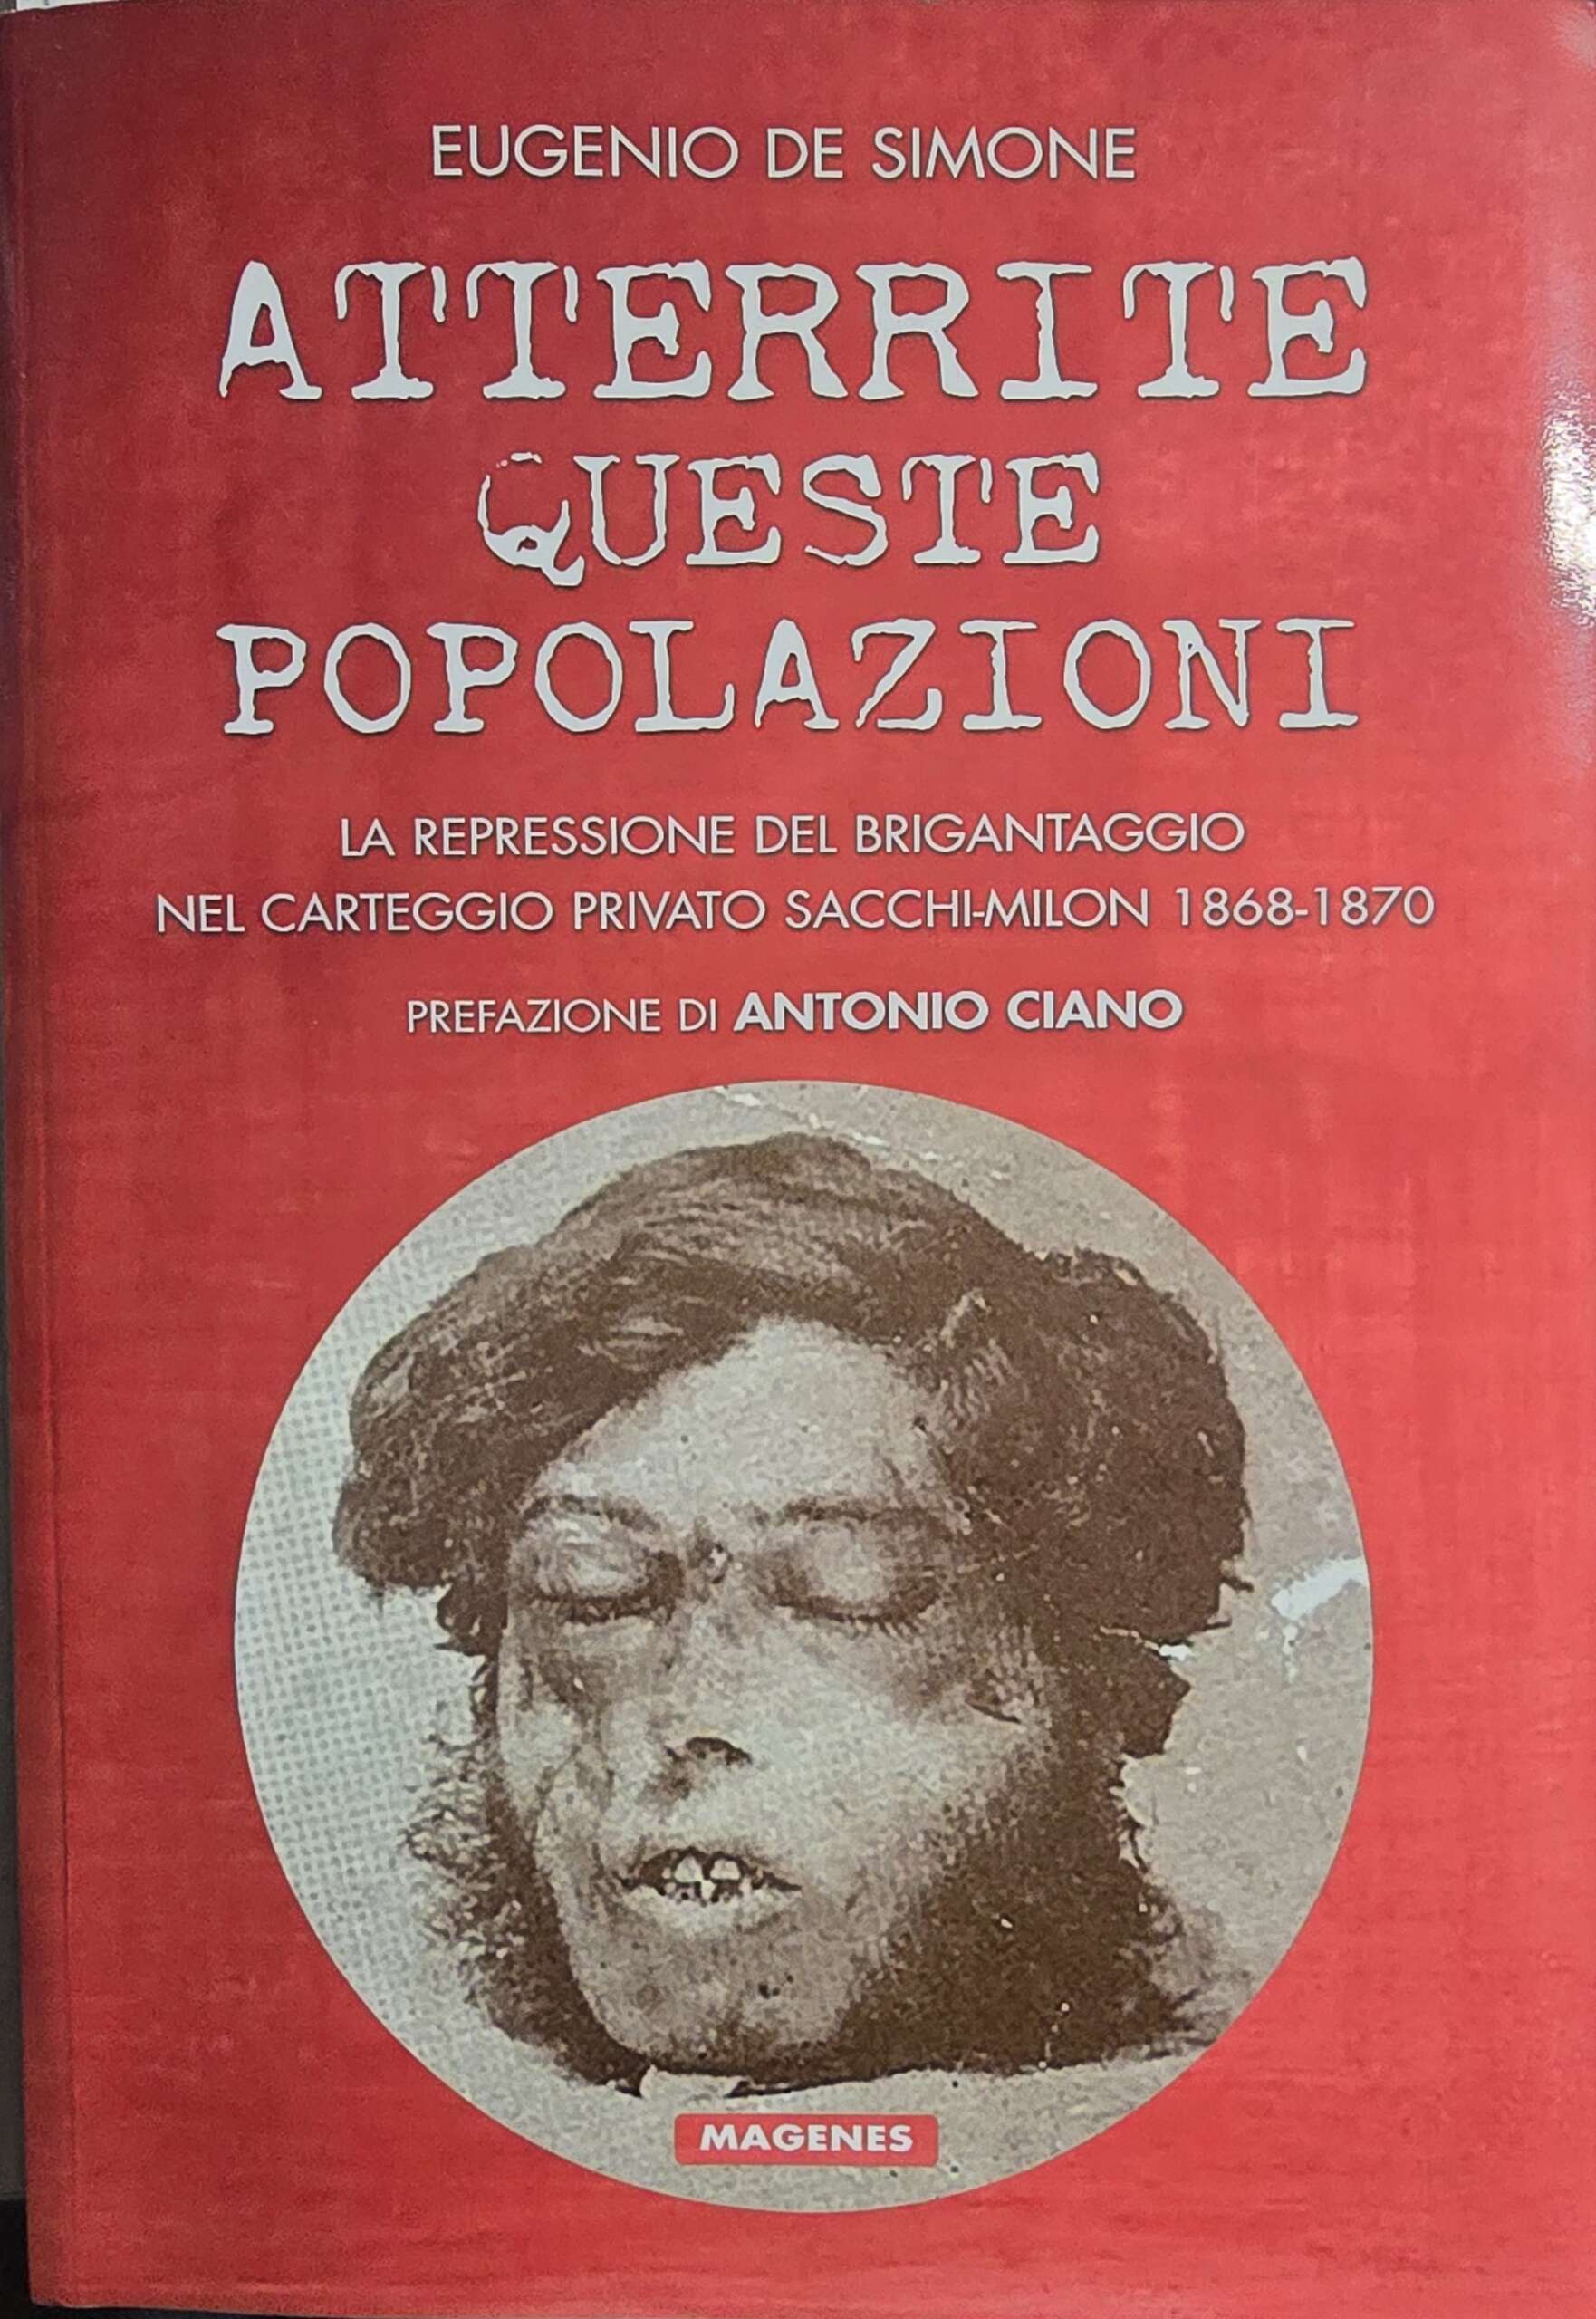 EUGENIO DE SIMONE
ATTERRITE
QUESTE
POPOLAZIONI
LA REPRESSIONE DEL BRIGANTAGGIO
NEL CARTEGGIO PRIVATO SACCHI-MILON 1868-1870
PREFAZIONE DI ANTONIO CIANO
MAGENES